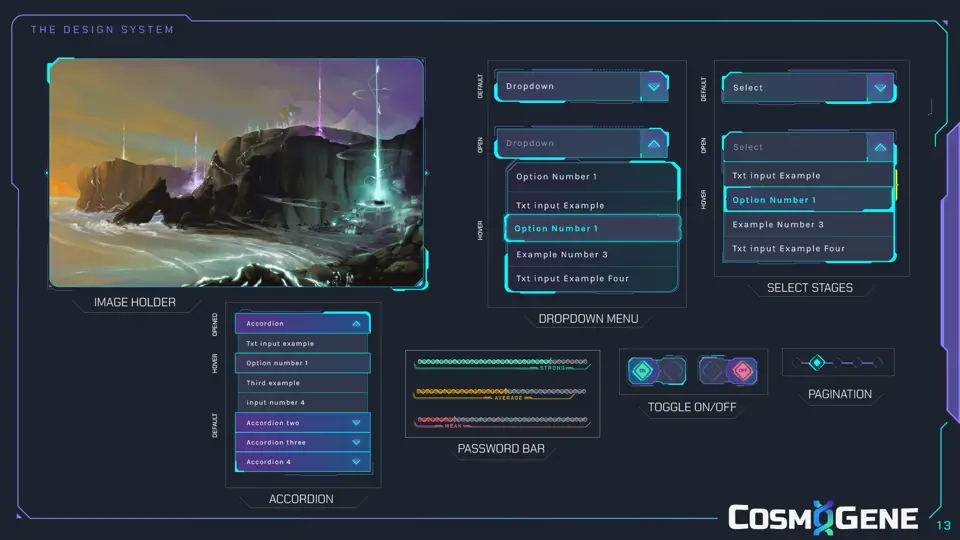 THE DESIGN SYSTEM
IMAGE HOLDER
DEFAULT
Dropdown
OPEN
Dropdown
Option Number 1
Txt input Example
HOVER
Option Number 1
Example Number 3
Txt input Example Four
DROPDOWN MENU
DEFAULT
Select
OPEN
Select
Txt input Example
HOVER
Option Number 1
Example Number 3
Txt input Example Four
SELECT STAGES
OPENED
Accordion
Txt input example
HOVER
Option number 1
Third example
input number 4
DEFAULT
Accordion two
Accordion three
Accordion 4
ACCORDION
STRONG
AVERAGE
WEAK
PASSWORD BAR
ON
OFF
TOGGLE ON/OFF
PAGINATION
COSMOGENE
13